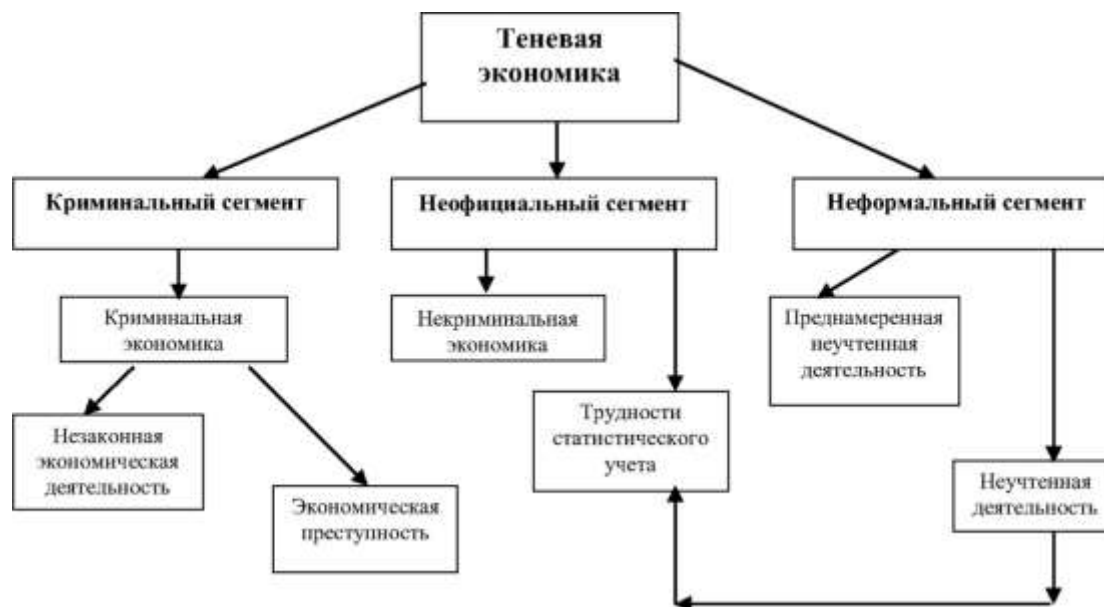 Теневая
экономика
Криминальный сегмент
Неофициальный сегмент
Неформальный сегмент
Криминальная
экономика
Некриминальная
экономика
Преднамеренная
неучтенная
деятельность
Незаконная
экономическая
деятельность
Трудности
статистического
учета
Экономическая
преступность
Неучтенная
деятельность